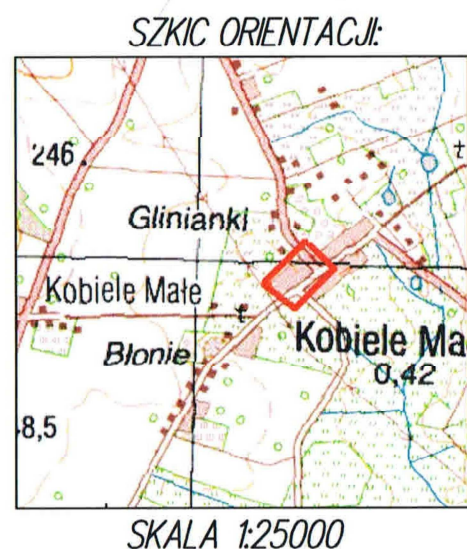 SZKIC ORIENTACJI:
246
Glinianki
Kobiele Małe
Błonie
Kobiele Ma
0,42
8,5
SKALA 1:25000